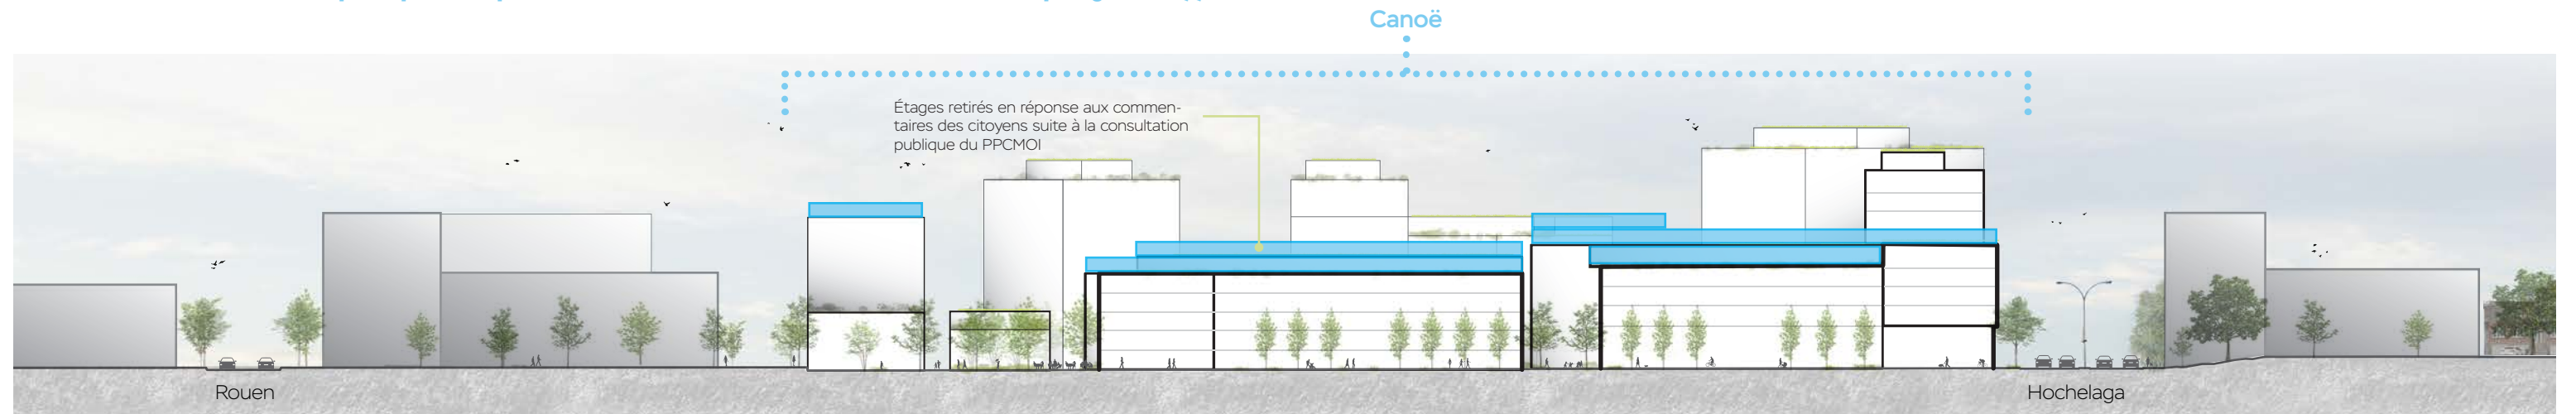 Canoë
Étages retirés en réponse aux commen-
taires des citoyens suite à la consultation
publique du PPCMOI
Rouen
Hochelaga